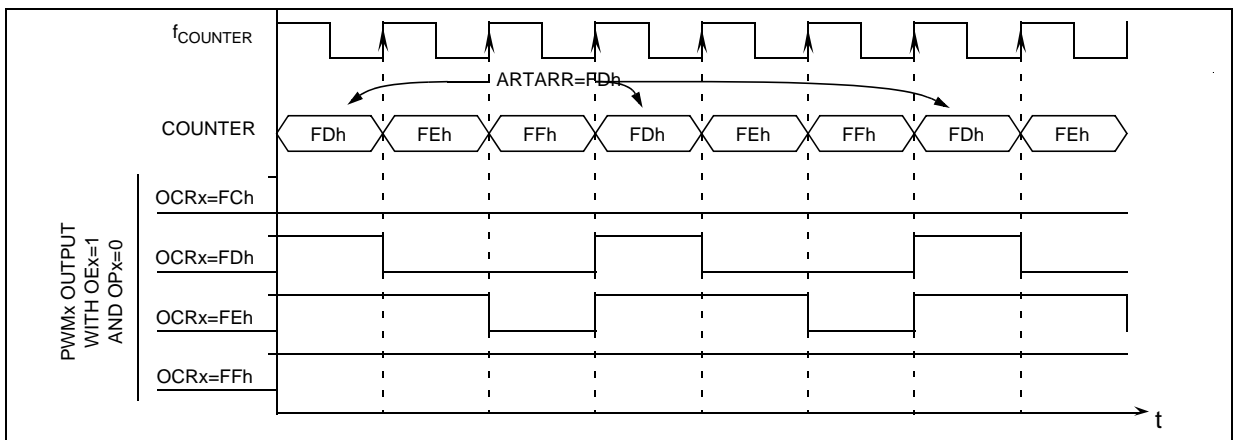 fCOUNTER
ARTARR=FDh
COUNTER
FDh FEh FFh FDh FEh FFh FDh FEh
PWMx OUTPUT
WITH OEx=1
AND OPx=0
OCRx=FCh
OCRx=FDh
OCRx=FEh
OCRx=FFh
t